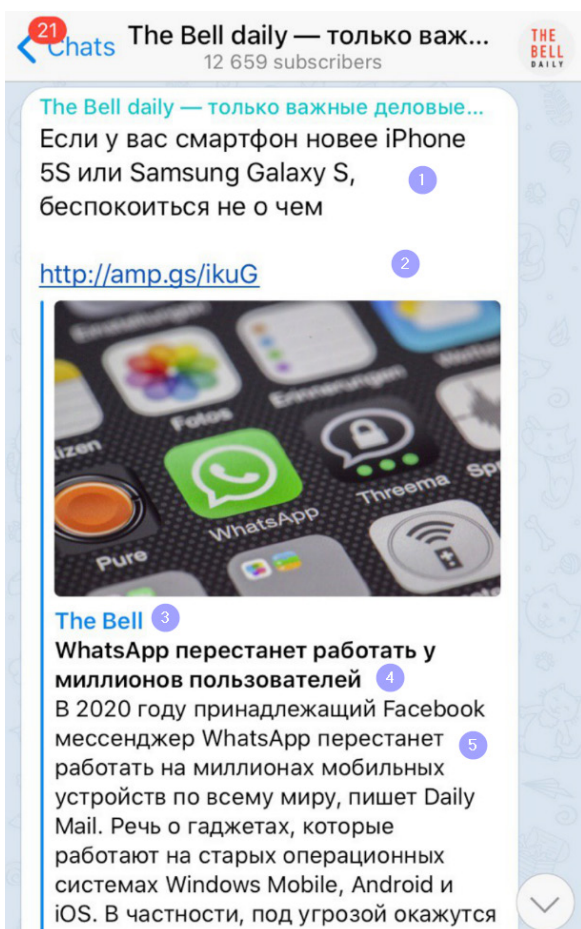 21
Chats
The Bell daily — только важ...
12 659 subscribers
THE
BELL
DAILY
The Bell daily — только важные деловые...
Если у вас смартфон новее iPhone
5S или Samsung Galaxy S,
1
беспокоиться не о чем
2
http://amp.gs/ikuG
Einstellungen
Fotos
Erinnerungen
izen
WhatsApp
Threema
Pure
The Bell 3
WhatsApp перестанет работать у
миллионов пользователей 4
В 2020 году принадлежащий Facebook
мессенджер WhatsApp перестанет 5
работать на миллионах мобильных
устройств по всему миру, пишет Daily
Mail. Речь о гаджетах, которые
работают на старых операционных
системах Windows Mobile, Android и
iOS. В частности, под угрозой окажутся